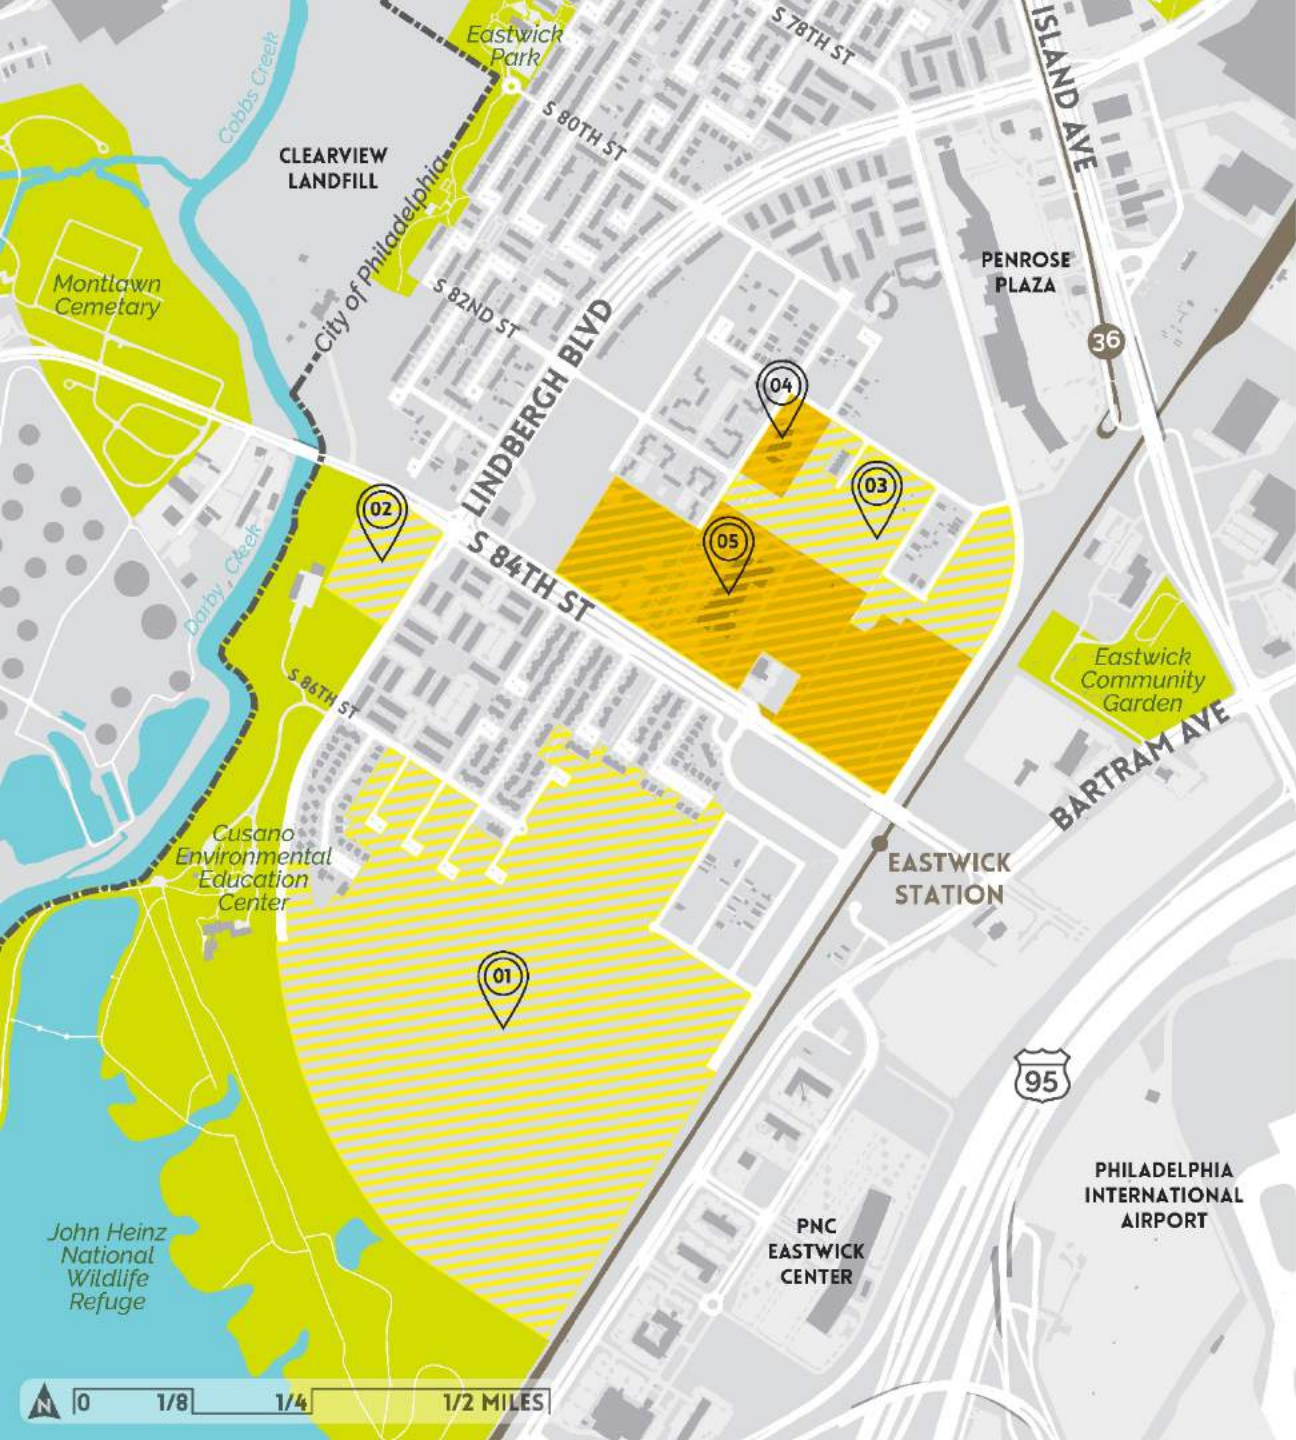 Eastwick
Park
S 78TH ST
ISLAND AVE
Cobbs Creek
S 80TH ST
CLEARVIEW
LANDFILL
City of Philadelphia
PENROSE
PLAZA
Montlawn
Cemetary
S 82ND ST
LINDBERGH BLVD
36
04
03
02
05
S 84TH ST
Darby Creek
S 86TH ST
Eastwick
Community
Garden
BARTRAM AVE
Cusano
Environmental
Education
Center
EASTWICK
STATION
01
95
PHILADELPHIA
INTERNATIONAL
AIRPORT
PNC
EASTWICK
CENTER
John Heinz
National
Wildlife
Refuge
N 0 1/8 1/4 1/2 MILES